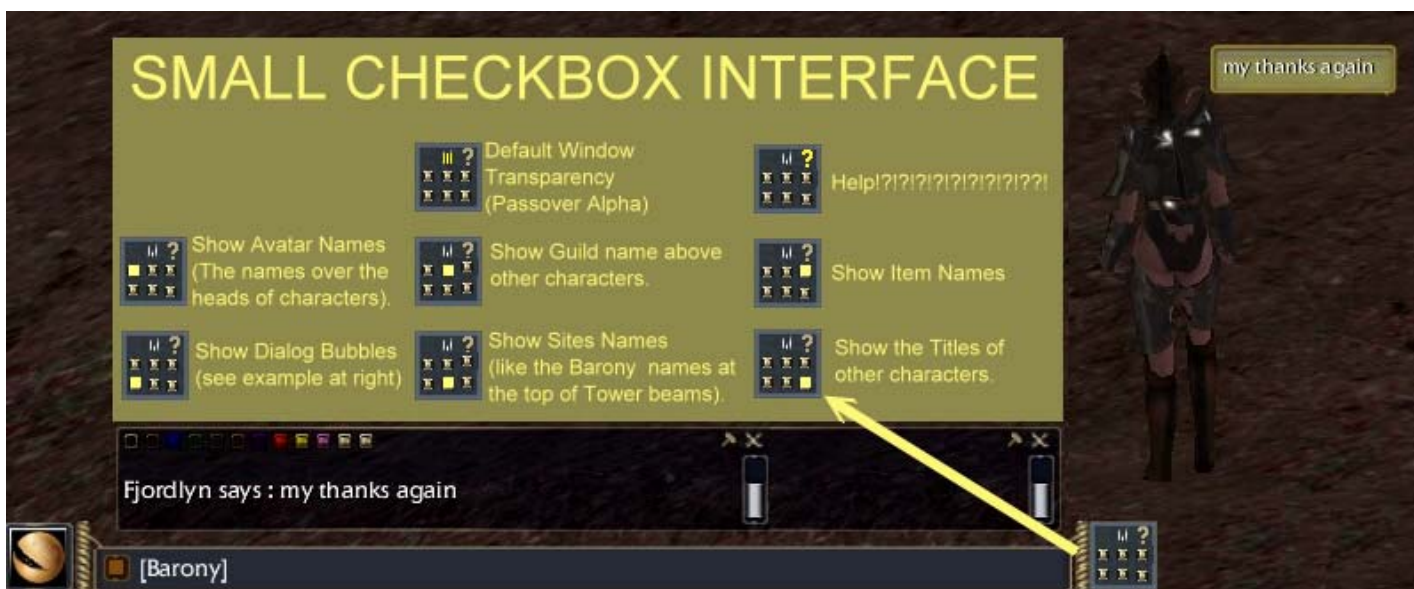 SMALL CHECKBOX INTERFACE
my thanks again
Default Window
Transparency
(Passover Alpha)
Help!?!?!?!?!?!?!?!?!??!
Show Avatar Names
(The names over the
heads of characters).
Show Guild name above
other characters.
Show Item Names
Show Dialog Bubbles
(see example at right)
Show Sites Names
(like the Barony names at
the top of Tower beams).
Show the Titles of
other characters.
Fjordlyn says : my thanks again
[Barony]